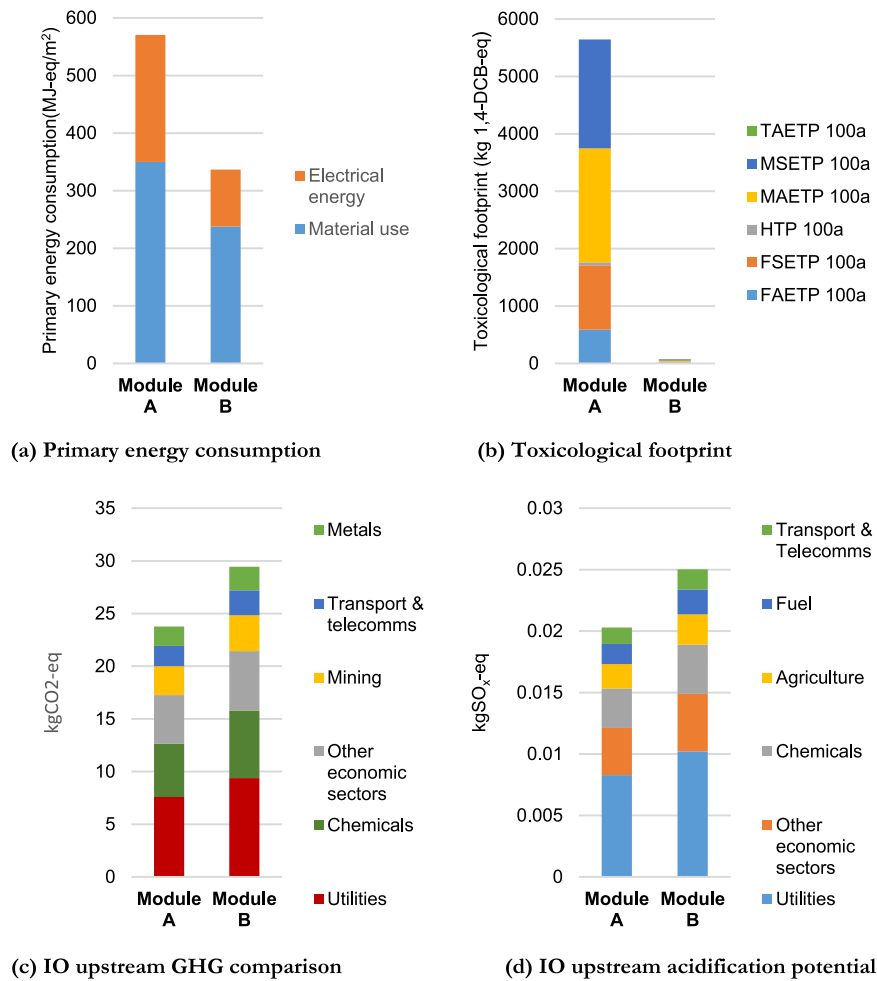 Primary energy consumption(MJ-eq/m²)
600
500
400
300
200
100
0
Module
A
Module
B
Electrical
energy
Material use
(a) Primary energy consumption
Toxicological footprint (kg 1,4-DCB-eq)
6000
5000
4000
3000
2000
1000
0
Module
A
Module
B
TAETP 100a
MSETP 100a
MAETP 100a
HTP 100a
FSETP 100a
FAETP 100a
(b) Toxicological footprint
kgCO2-eq
35
30
25
20
15
10
5
0
Module
A
Module
B
Metals
Transport &
telecomms
Mining
Other
economic
sectors
Chemicals
Utilities
(c) IO upstream GHG comparison
kgSOₓ-eq
0.03
0.025
0.02
0.015
0.01
0.005
0
Module
A
Module
B
Transport &
Telecomms
Fuel
Agriculture
Chemicals
Other
economic
sectors
Utilities
(d) IO upstream acidification potential